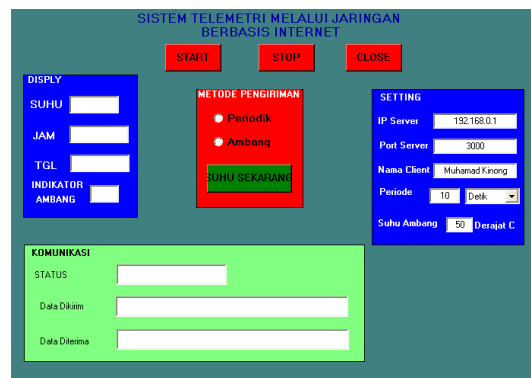 SISTEM TELEMETRI MELALUI JARINGAN
BERBASIS INTERNET
START
STOP
CLOSE
DISPLY
SUHU
JAM
TGL
INDIKATOR
AMBANG
METODE PENGIRIMAN
Periodik
Ambang
SUHU SEKARANG
SETTING
IP Server 192.168.0.1
Port Server 3000
Nama Client Muhamad Kinong
Periode 10 Detik
Suhu Ambang 50 Derajat C
KOMUNIKASI
STATUS
Data Dikirim
Data Diterima